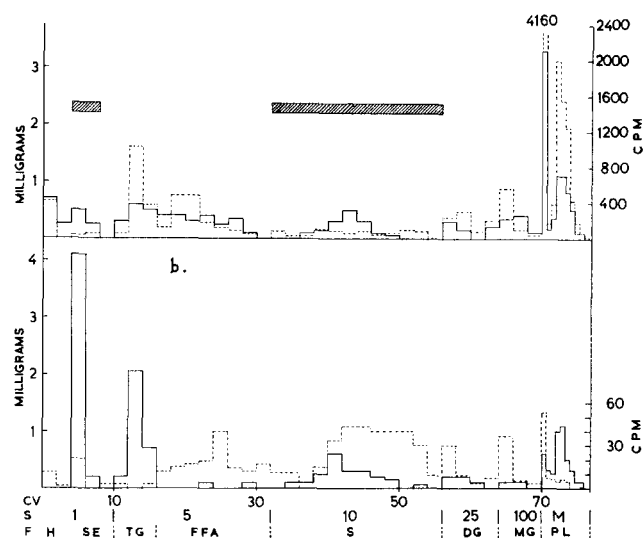 4160
2400
2000
1600
1200
800
400
CPM
3
2
1
MILLIGRAMS
b.
4
3
2
1
MILLIGRAMS
60
30
CPM
CV 10 30 50 70
S 1 5 10 25 100 M
F H SE TG FFA S DG MG PL